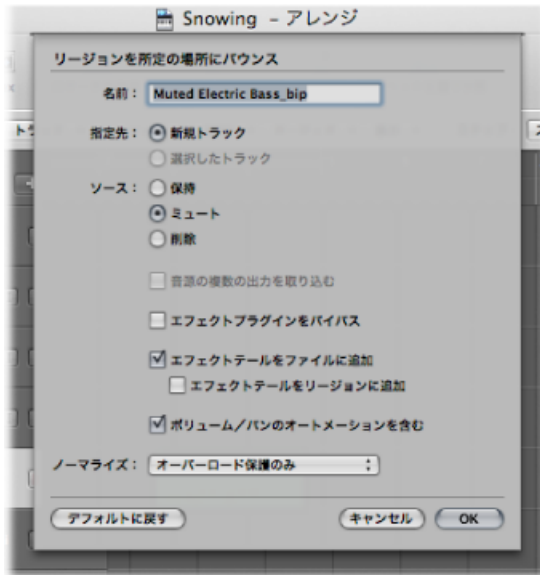 Snowing － アレンジ
リージョンを所定の場所にバウンス
名前： Muted Electric Bass_bip
指定先： 新規トラック
選択したトラック
ソース： 保持
ミュート
削除
音源の複数の出力を取り込む
エフェクトプラグインをバイパス
エフェクトテールをファイルに追加
エフェクトテールをリージョンに追加
ボリューム／パンのオートメーションを含む
ノーマライズ： オーバーロード保護のみ
デフォルトに戻す キャンセル OK